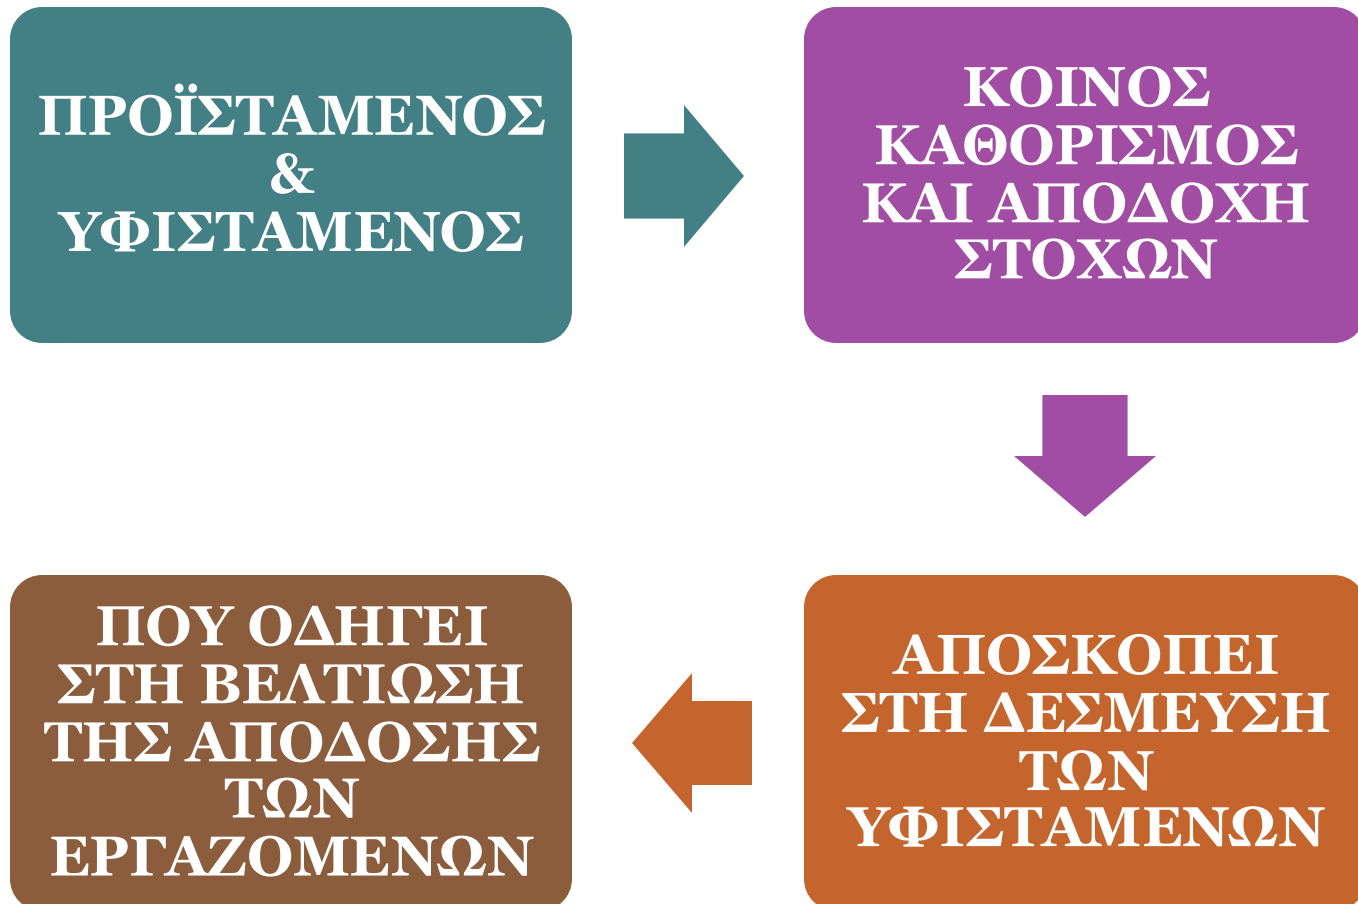 ΠΡΟΪΣΤΑΜΕΝΟΣ
&
ΥΦΙΣΤΑΜΕΝΟΣ
ΚΟΙΝΟΣ
ΚΑΘΟΡΙΣΜΟΣ
ΚΑΙ ΑΠΟΔΟΧΗ
ΣΤΟΧΩΝ
ΑΠΟΣΚΟΠΕΙ
ΣΤΗ ΔΕΣΜΕΥΣΗ
ΤΩΝ
ΥΦΙΣΤΑΜΕΝΩΝ
ΠΟΥ ΟΔΗΓΕΙ
ΣΤΗ ΒΕΛΤΙΩΣΗ
ΤΗΣ ΑΠΟΔΟΣΗΣ
ΤΩΝ
ΕΡΓΑΖΟΜΕΝΩΝ